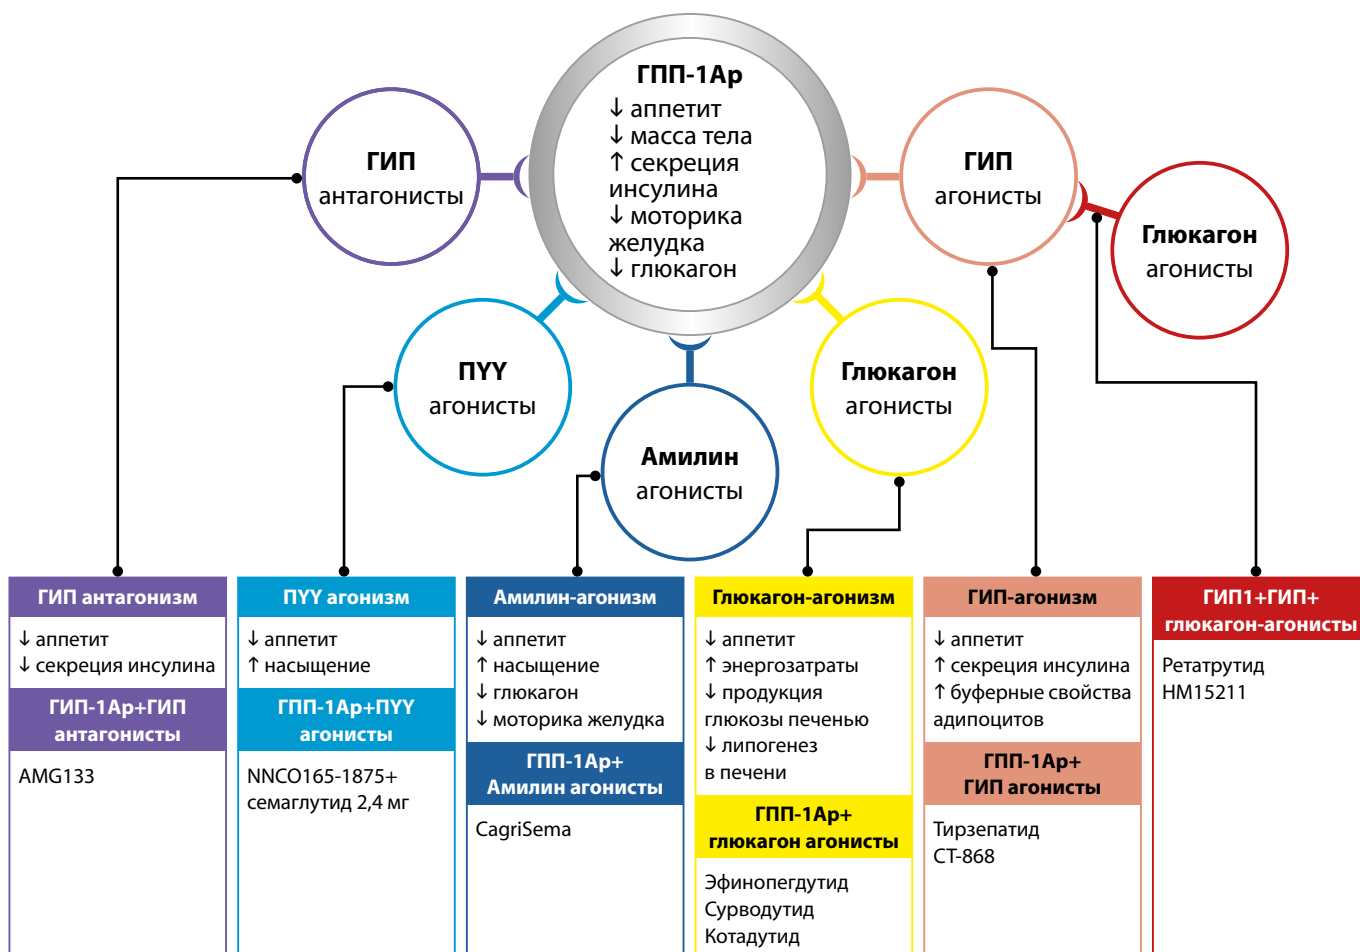 ГПП-1Ар
↓ аппетит
↓ масса тела
↑ секреция
инсулина
↓ моторика
желудка
↓ глюкагон
ГИП
антагонисты
ГИП
агонисты
Глюкагон
агонисты
ПYY
агонисты
Глюкагон
агонисты
Амилин
агонисты
ГИП антагонизм
↓ аппетит
↓ секреция инсулина
ГИП-1Ар+ГИП
антагонисты
AMG133
ПYY агонизм
↓ аппетит
↑ насыщение
ГПП-1Ар+ПYY
агонисты
NNCO165-1875+
семаглутид 2,4 мг
Амилин-агонизм
↓ аппетит
↑ насыщение
↓ глюкагон
↓ моторика желудка
ГПП-1Ар+
Амилин агонисты
CagriSema
Глюкагон-агонизм
↓ аппетит
↑ энергозатраты
↓ продукция
глюкозы печенью
↓ липогенез
в печени
ГПП-1Ар+
глюкагон агонисты
Эфинопегдутид
Сурводутид
Котадутид
ГИП-агонизм
↓ аппетит
↑ секреция инсулина
↑ буферные свойства
адипоцитов
ГПП-1Ар+
ГИП агонисты
Тирзепатид
CT-868
ГИП1+ГИП+
глюкагон-агонисты
Ретатрутид
HM15211